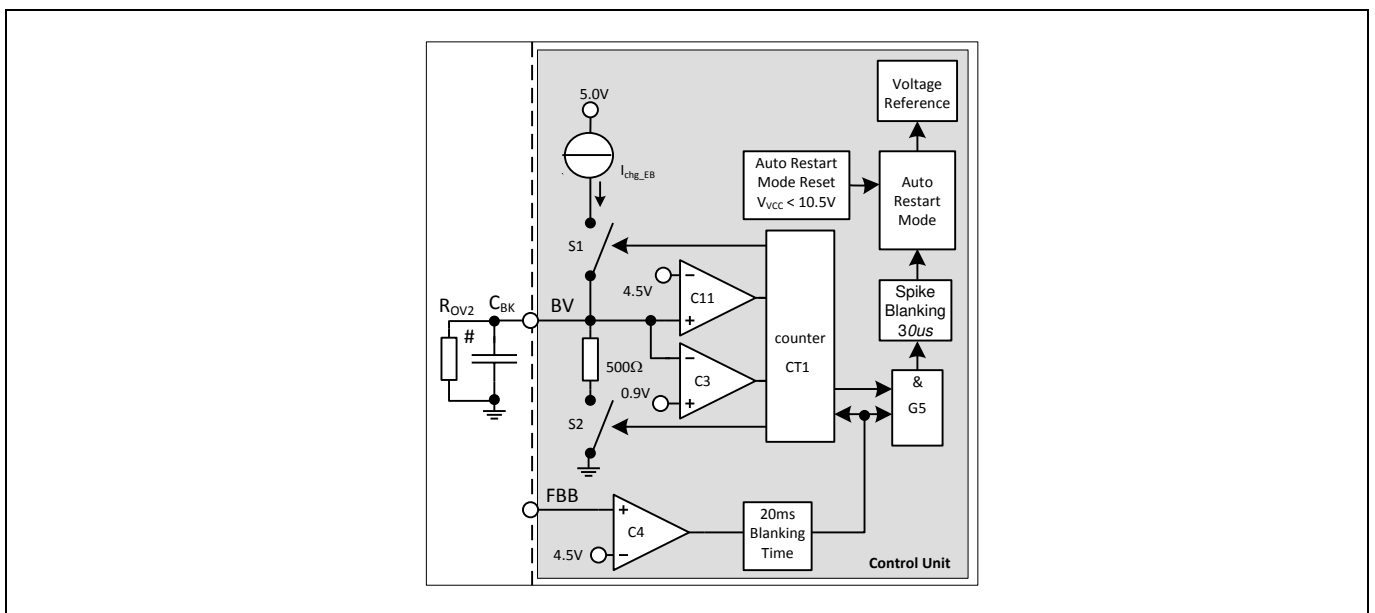 Voltage
Reference
5.0V
I_chg_EB
Auto Restart
Mode Reset
V_VCC < 10.5V
Auto
Restart
Mode
S1
4.5V
C11
Spike
Blanking
30us
R_OV2
C_BK
BV
#
500Ω
counter
CT1
C3
0.9V
&
G5
S2
FBB
C4
4.5V
20ms
Blanking
Time
Control Unit